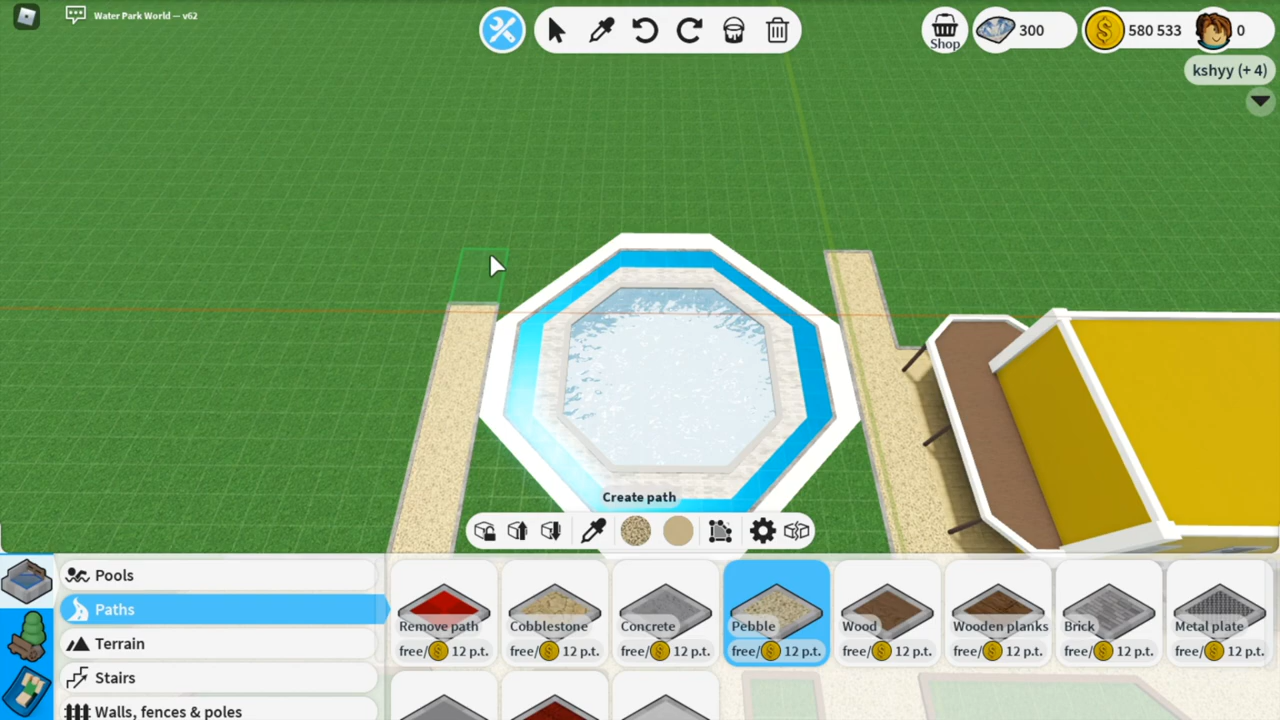 Water Park World — v62
Shop
300
$ 580 533
0
kshyy (+ 4)
Create path
Pools
Paths
Terrain
Stairs
Walls, fences & poles
Remove path
free/$ 12 p.t.
Cobblestone
free/$ 12 p.t.
Concrete
free/$ 12 p.t.
Pebble
free/$ 12 p.t.
Wood
free/$ 12 p.t.
Wooden planks
free/$ 12 p.t.
Brick
free/$ 12 p.t.
Metal plate
free/$ 12 p.t.